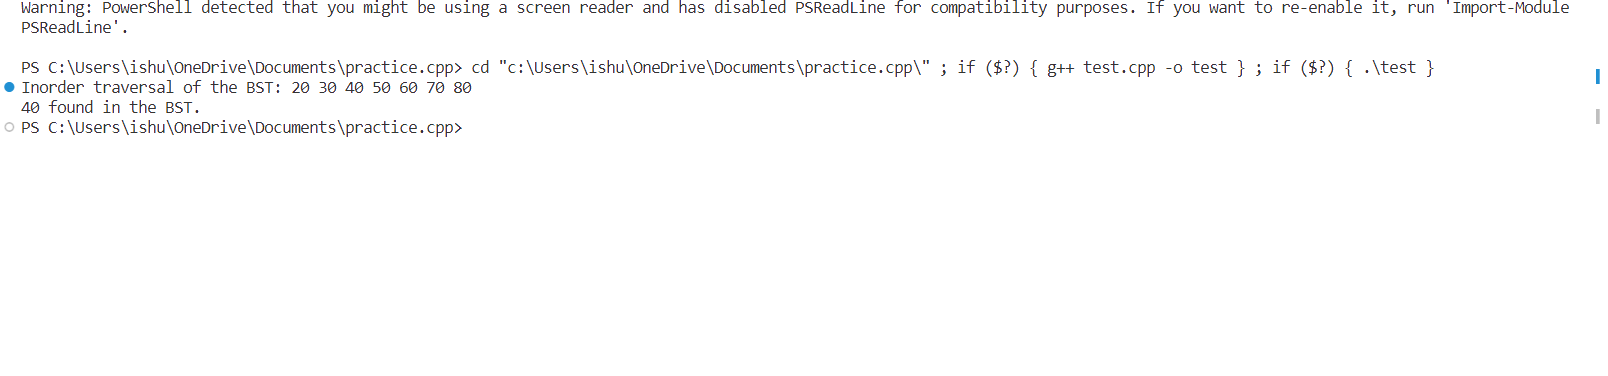 Warning: PowerShell detected that you might be using a screen reader and has disabled PSReadLine for compatibility purposes. If you want to re-enable it, run 'Import-Module
PSReadLine'.
PS C:\Users\ishu\OneDrive\Documents\practice.cpp> cd "c:\Users\ishu\OneDrive\Documents\practice.cpp\" ; if ($?) { g++ test.cpp -o test } ; if ($?) { .\test }
Inorder traversal of the BST: 20 30 40 50 60 70 80
40 found in the BST.
PS C:\Users\ishu\OneDrive\Documents\practice.cpp>